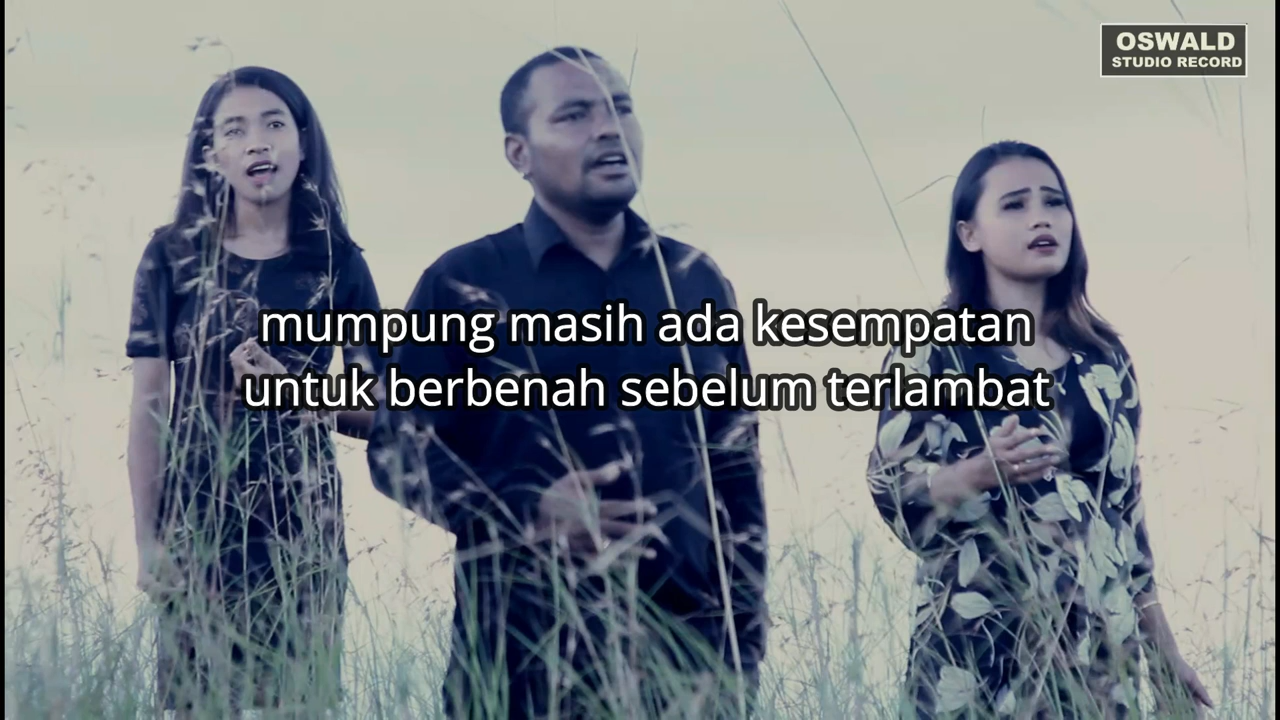 OSWALD
STUDIO RECORD
mumpung masih ada kesempatan
untuk berbenah sebelum terlambat